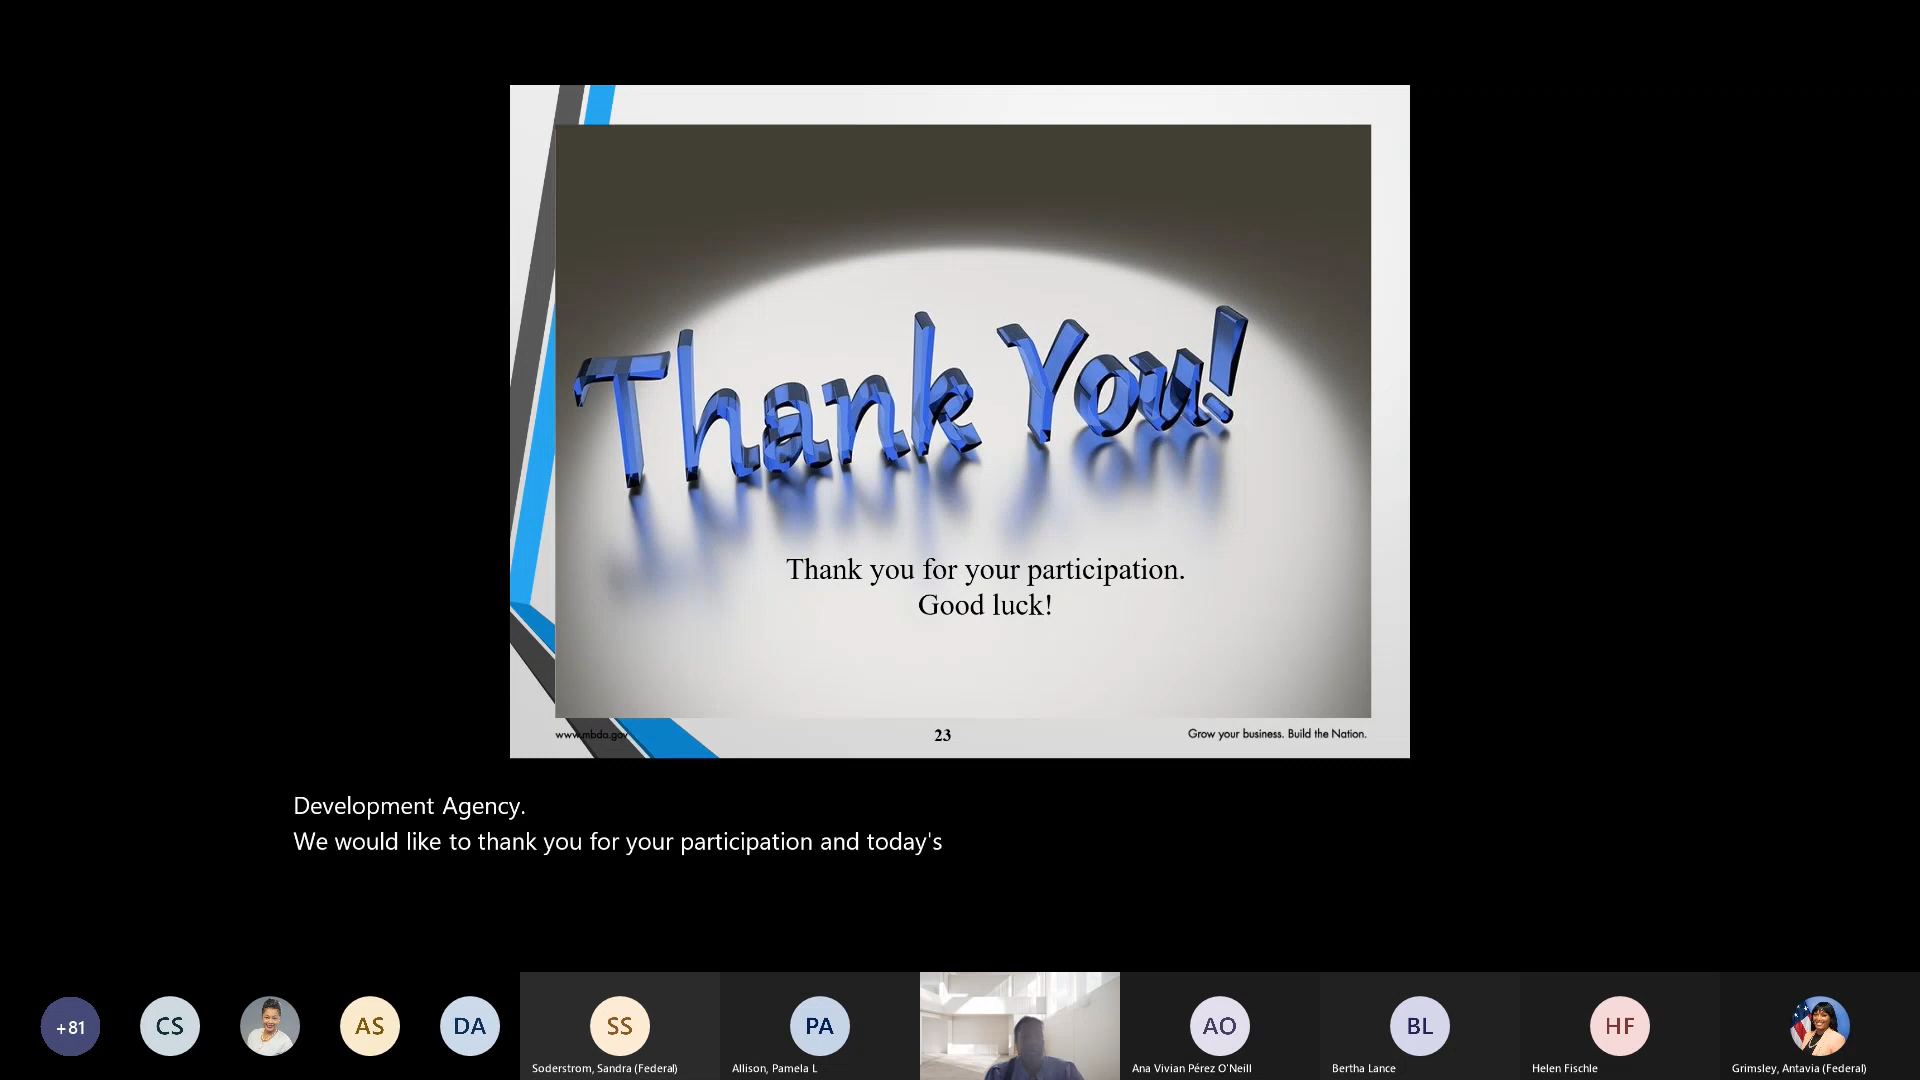 Thank You!
Thank you for your participation.
Good luck!
www.mbda.gov
23
Grow your business. Build the Nation.
Development Agency.
We would like to thank you for your participation and today's
+81
CS
AS
DA
SS
PA
AO
BL
HF
Soderstrom, Sandra (Federal)
Allison, Pamela L
Ana Vivian Pérez O'Neill
Bertha Lance
Helen Fischle
Grimsley, Antavia (Federal)